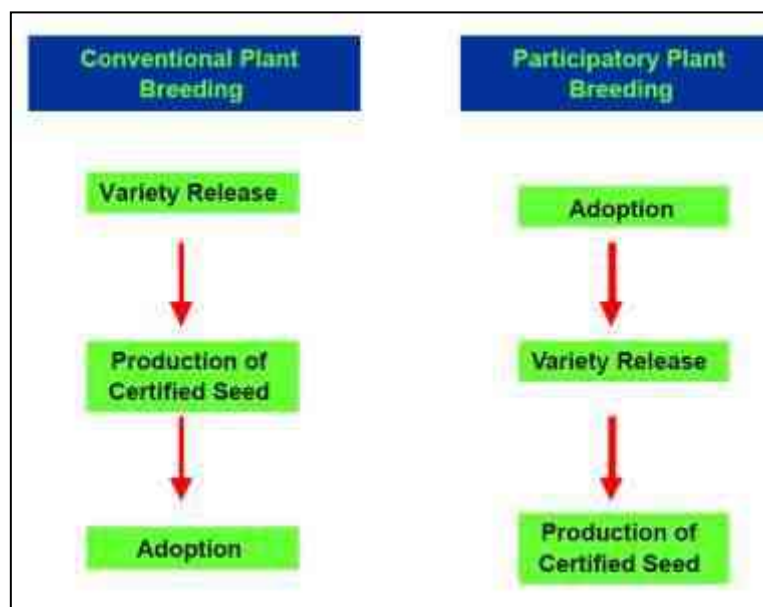 Conventional Plant
Breeding
Variety Release
Production of
Certified Seed
Adoption
Participatory Plant
Breeding
Adoption
Variety Release
Production of
Certified Seed